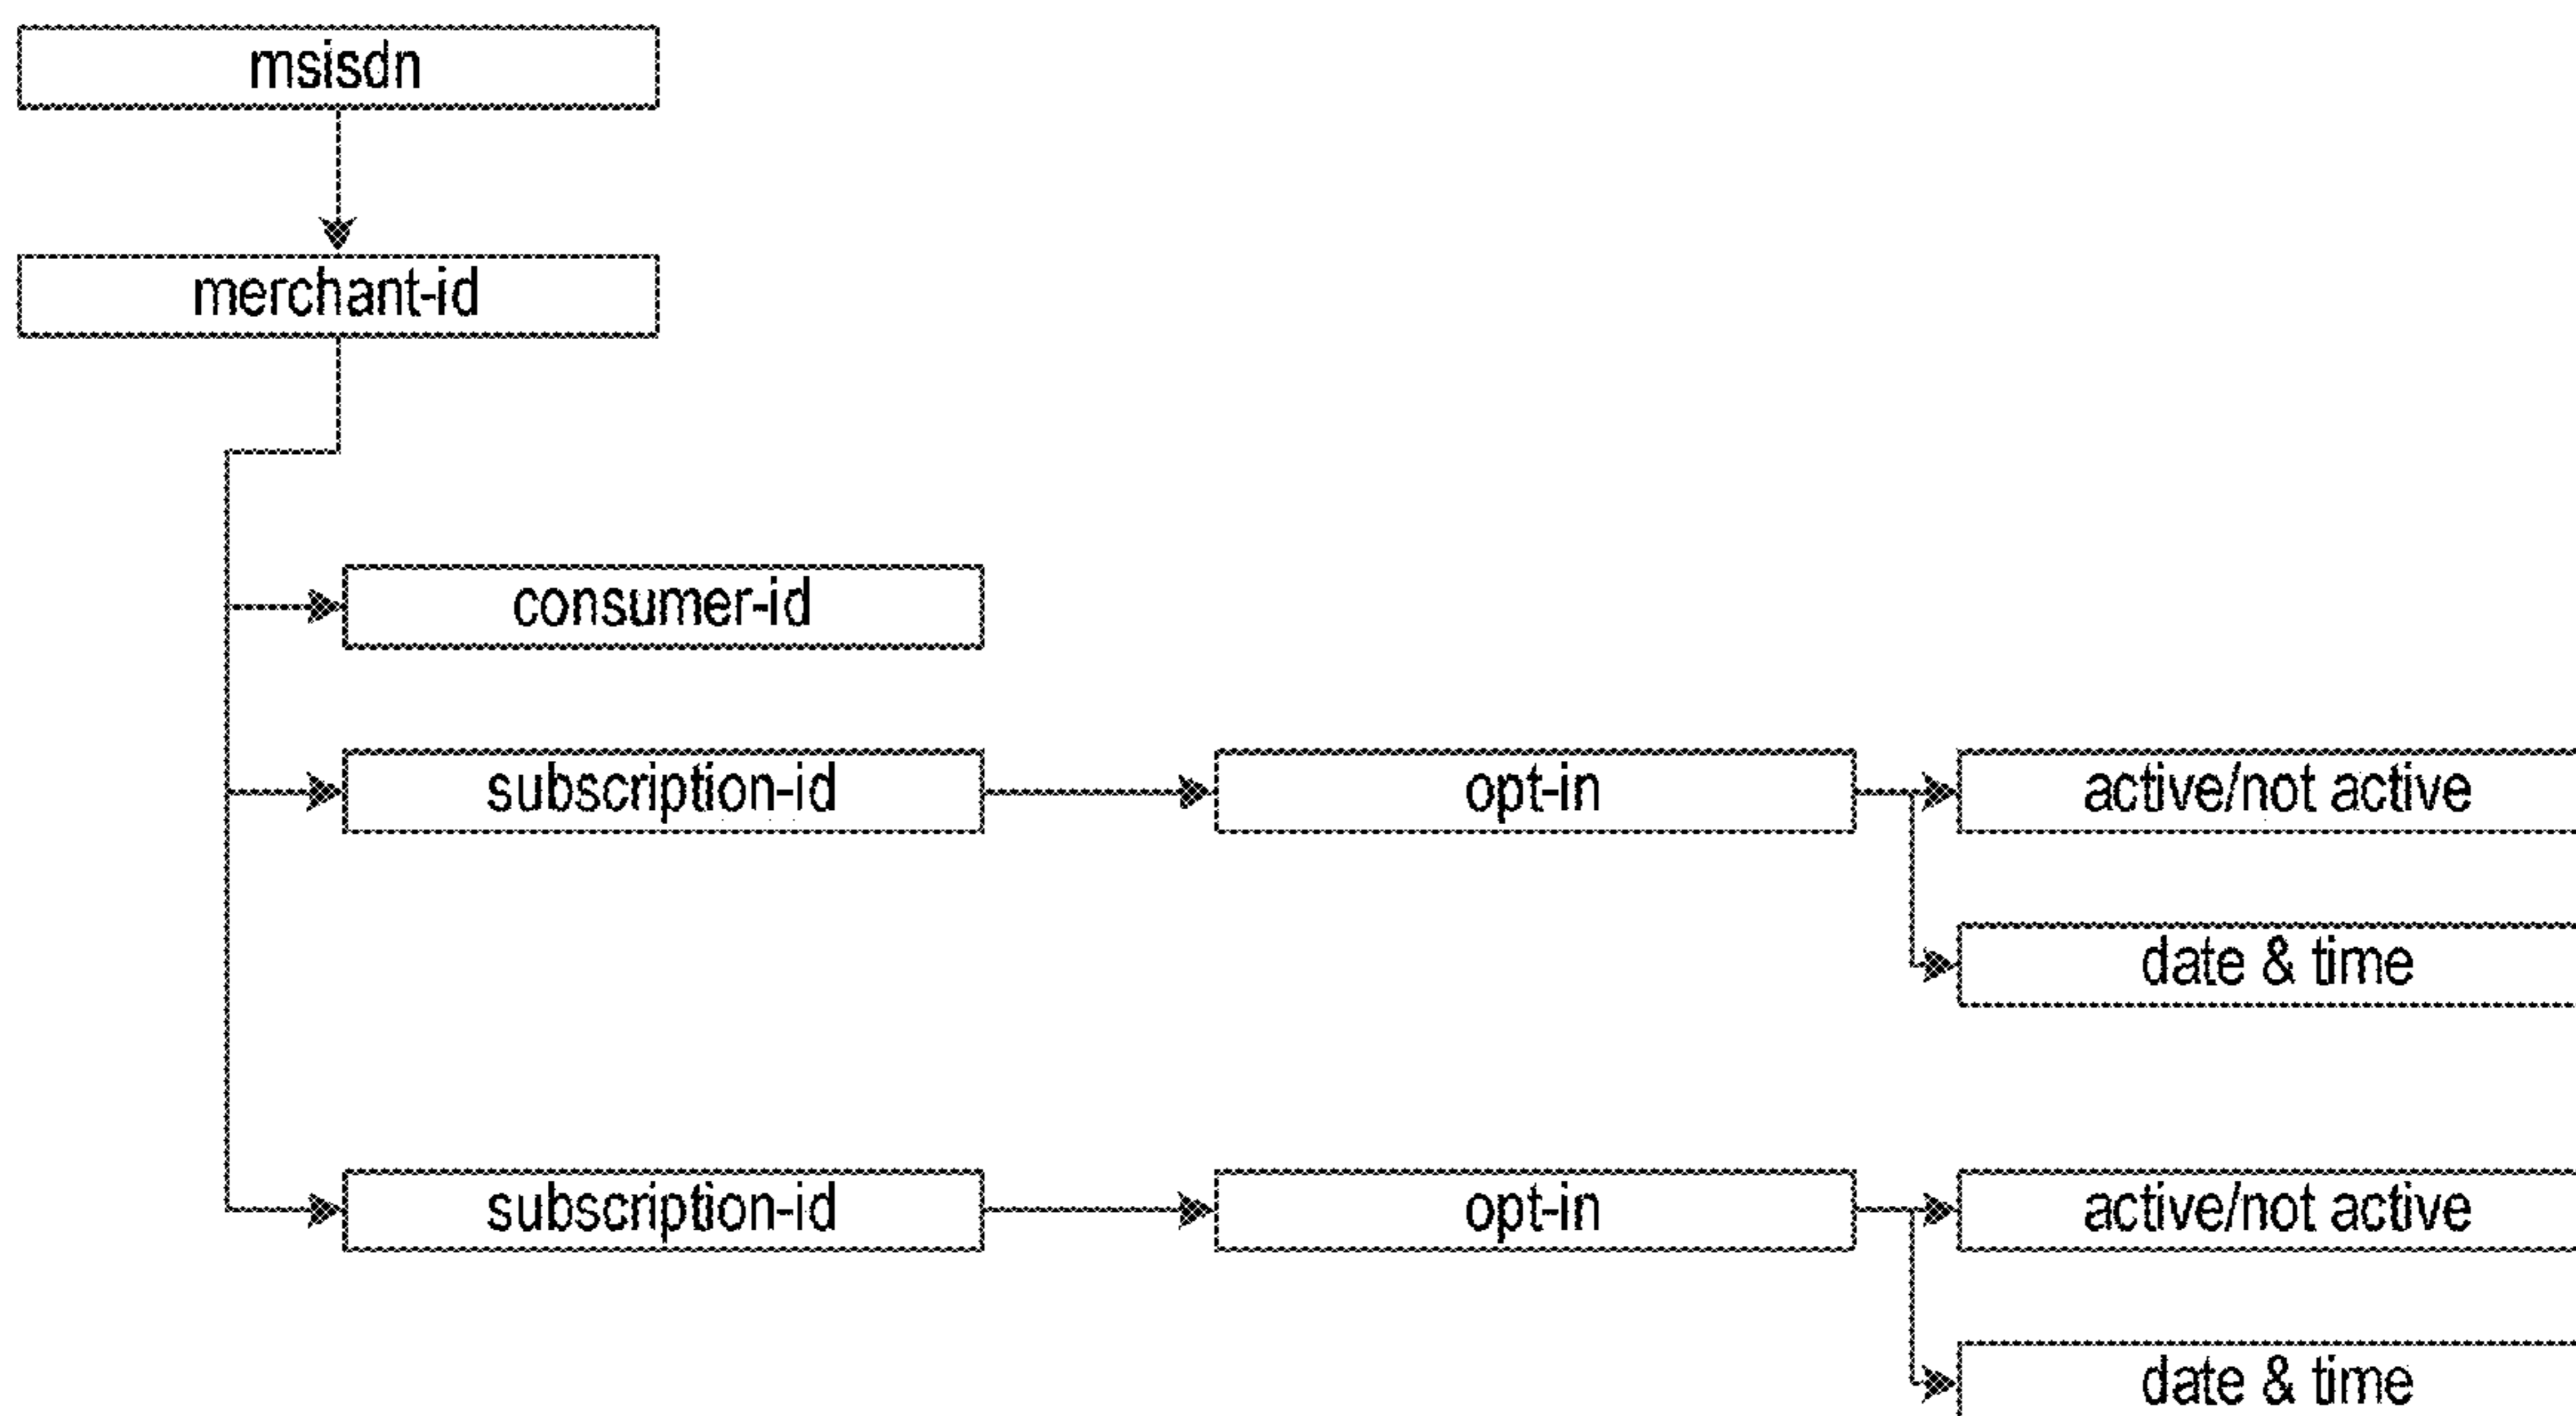 msisdn
merchant-id
consumer-id
subscription-id
opt-in
active/not active
date & time
subscription-id
opt-in
active/not active
date & time